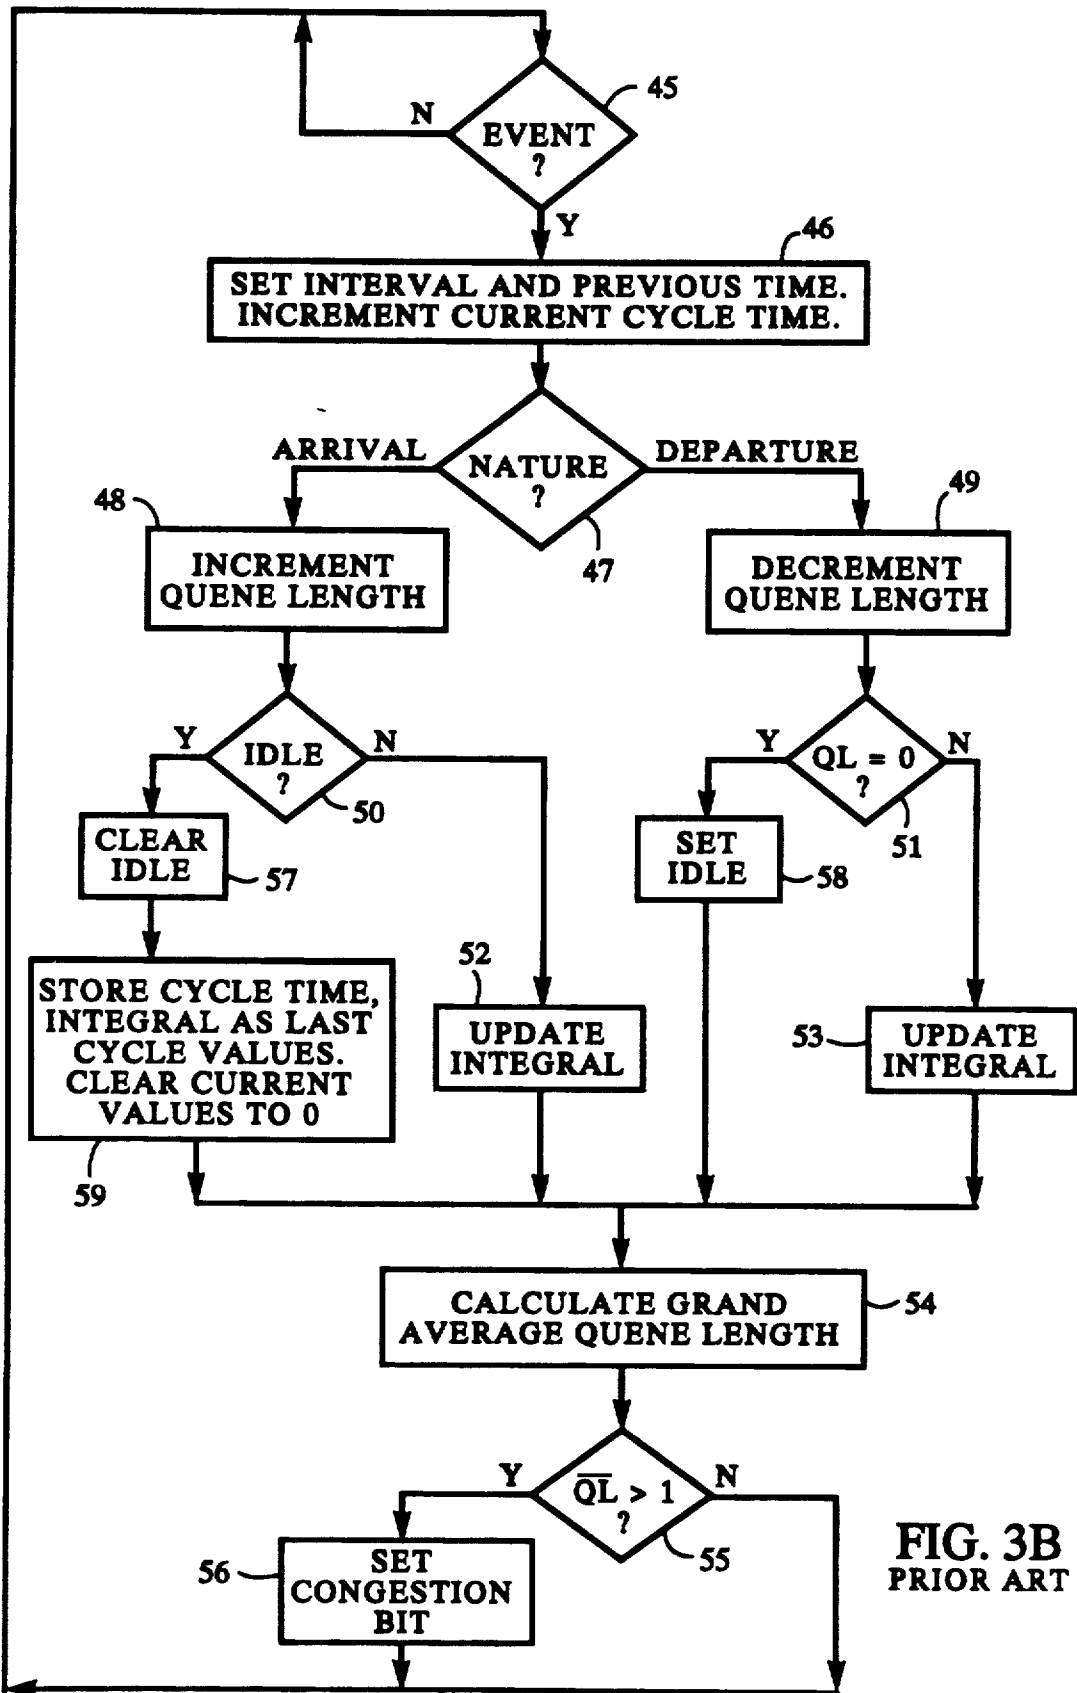 45
N
EVENT
?
Y
46
SET INTERVAL AND PREVIOUS TIME.
INCREMENT CURRENT CYCLE TIME.
ARRIVAL
NATURE
?
DEPARTURE
47
48
INCREMENT
QUENE LENGTH
49
DECREMENT
QUENE LENGTH
Y
IDLE
?
N
50
Y
QL = 0
?
N
51
CLEAR
IDLE
57
SET
IDLE
58
STORE CYCLE TIME,
INTEGRAL AS LAST
CYCLE VALUES.
CLEAR CURRENT
VALUES TO 0
59
52
UPDATE
INTEGRAL
53
UPDATE
INTEGRAL
CALCULATE GRAND
AVERAGE QUENE LENGTH
54
Y
Q̅L̅ > 1
?
N
55
56
SET
CONGESTION
BIT
FIG. 3B
PRIOR ART